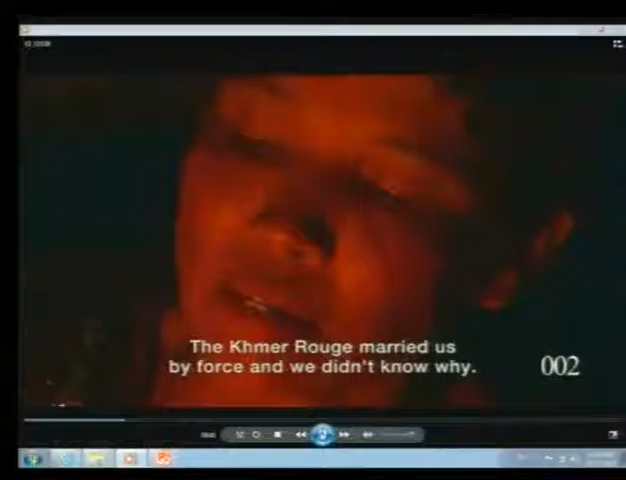 The Khmer Rouge married us
by force and we didn't know why.
002